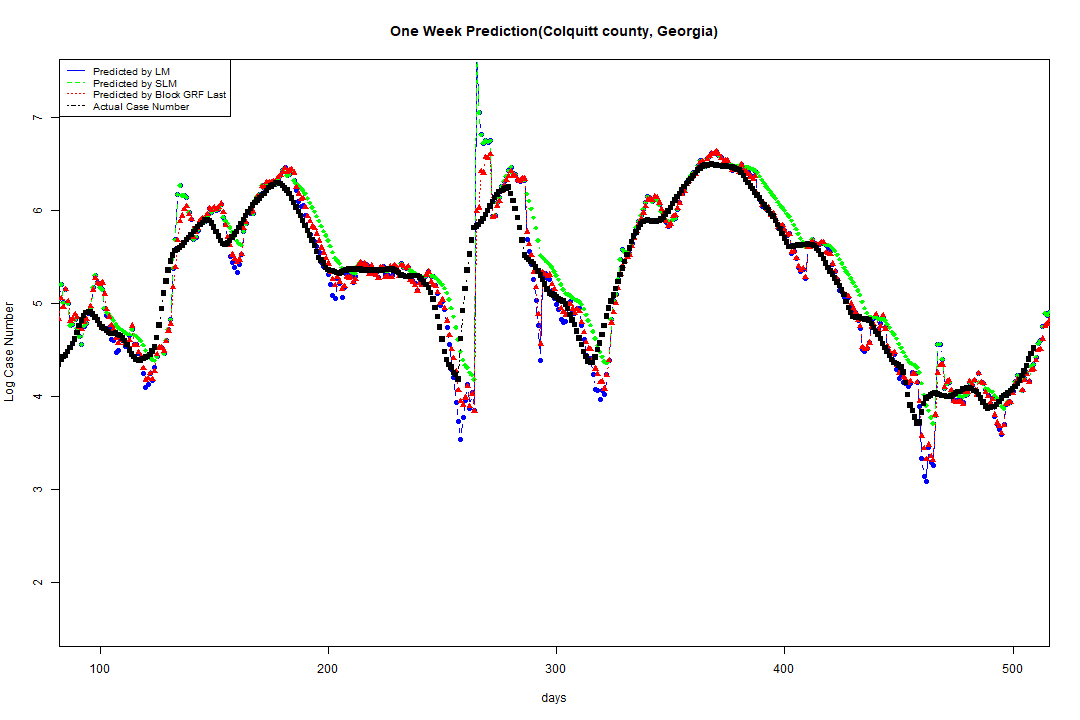 One Week Prediction(Colquitt county, Georgia)
Predicted by LM
Predicted by SLM
Predicted by Block GRF Last
Actual Case Number
7
6
5
4
3
2
Log Case Number
100 200 300 400 500
days